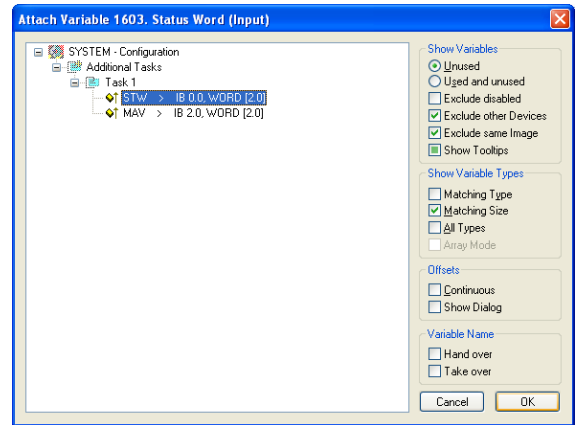 Attach Variable 1603. Status Word (Input)
SYSTEM - Configuration
Additional Tasks
Task 1
STW > IB 0.0, WORD [2.0]
MAV > IB 2.0, WORD [2.0]
Show Variables
Unused
Used and unused
Exclude disabled
Exclude other Devices
Exclude same Image
Show Tooltips
Show Variable Types
Matching Type
Matching Size
All Types
Array Mode
Offsets
Continuous
Show Dialog
Variable Name
Hand over
Take over
Cancel
OK